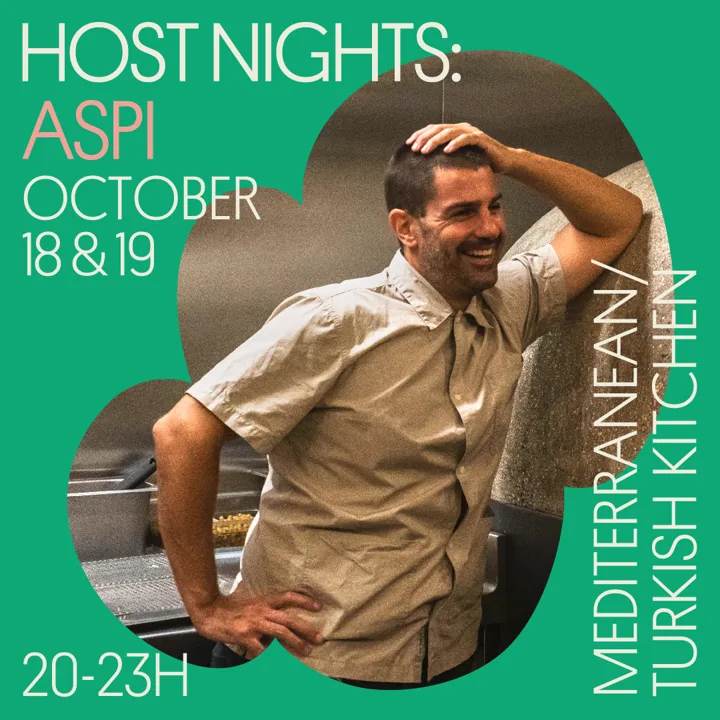 HOST NIGHTS:
ASPI
OCTOBER
18 & 19
MEDITERRANEAN/
TURKISH KITCHEN
20-23H